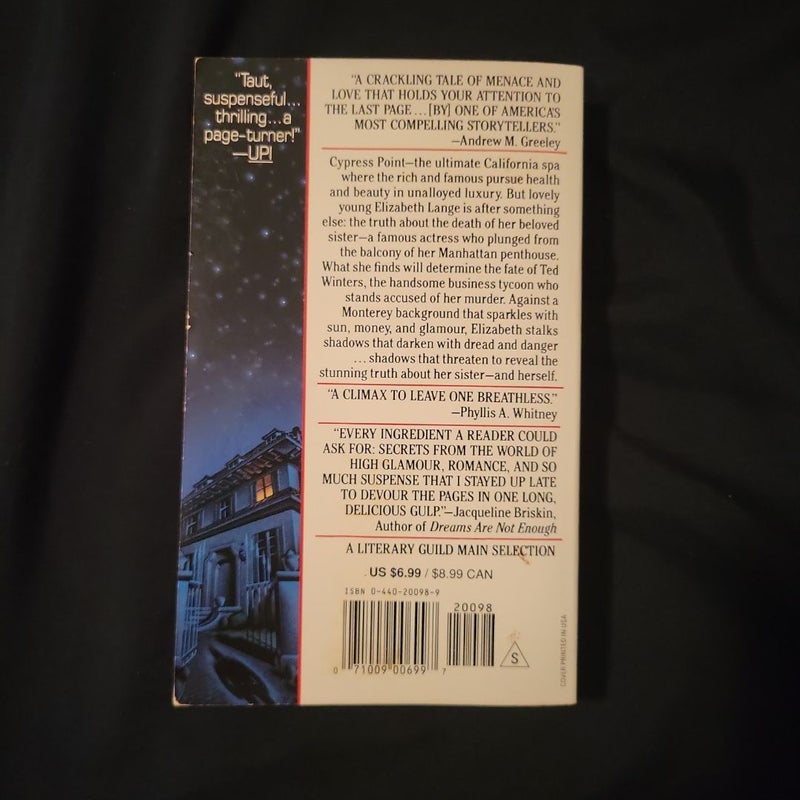 "Taut,
suspenseful...
thrilling...a
page-turner!"
—UPI
"A CRACKLING TALE OF MENACE AND
LOVE THAT HOLDS YOUR ATTENTION TO
THE LAST PAGE...[BY] ONE OF AMERICA'S
MOST COMPELLING STORYTELLERS."
—Andrew M. Greeley
Cypress Point—the ultimate California spa
where the rich and famous pursue health
and beauty in unalloyed luxury. But lovely
young Elizabeth Lange is after something
else: the truth about the death of her beloved
sister—a famous actress who plunged from
the balcony of her Manhattan penthouse.
What she finds will determine the fate of Ted
Winters, the handsome business tycoon who
stands accused of her murder. Against a
Monterey background that sparkles with
sun, money, and glamour, Elizabeth stalks
shadows that darken with dread and danger
... shadows that threaten to reveal the
stunning truth about her sister—and herself.
"A CLIMAX TO LEAVE ONE BREATHLESS."
—Phyllis A. Whitney
"EVERY INGREDIENT A READER COULD
ASK FOR: SECRETS FROM THE WORLD OF
HIGH GLAMOUR, ROMANCE, AND SO
MUCH SUSPENSE THAT I STAYED UP LATE
TO DEVOUR THE PAGES IN ONE LONG,
DELICIOUS GULP."—Jacqueline Briskin,
Author of Dreams Are Not Enough
A LITERARY GUILD MAIN SELECTION
US $6.99 / $8.99 CAN
ISBN 0-440-20098-9
20098
0 71009 00699 7
S
COVER PRINTED IN USA